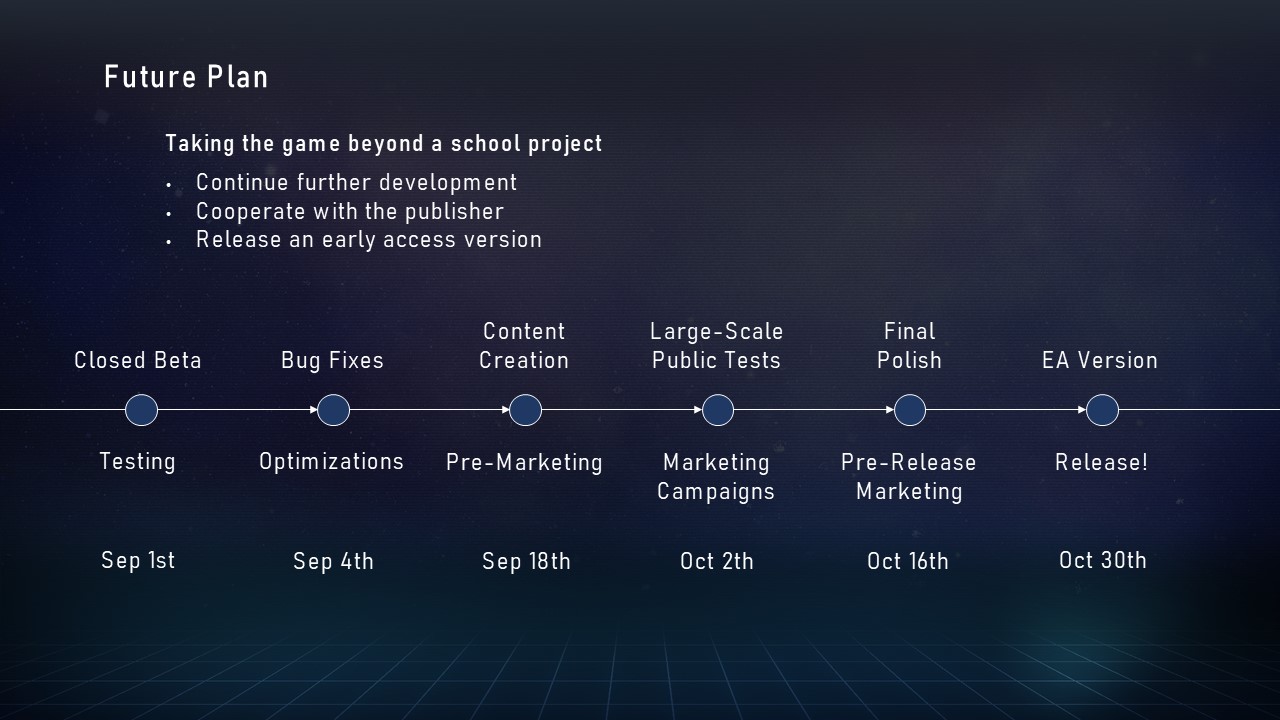 Future Plan
Taking the game beyond a school project
• Continue further development
• Cooperate with the publisher
• Release an early access version
Closed Beta
Bug Fixes
Content
Creation
Large-Scale
Public Tests
Final
Polish
EA Version
Testing
Optimizations
Pre-Marketing
Marketing
Campaigns
Pre-Release
Marketing
Release!
Sep 1st
Sep 4th
Sep 18th
Oct 2th
Oct 16th
Oct 30th